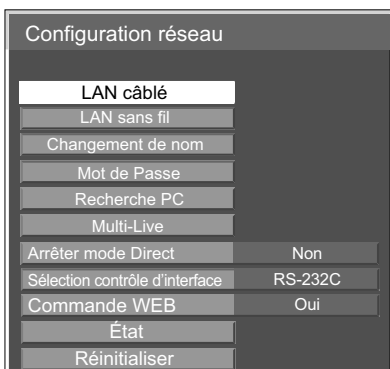 Configuration réseau
LAN câblé
LAN sans fil
Changement de nom
Mot de Passe
Recherche PC
Multi-Live
Arrêter mode Direct Non
Sélection contrôle d'interface RS-232C
Commande WEB Oui
État
Réinitialiser